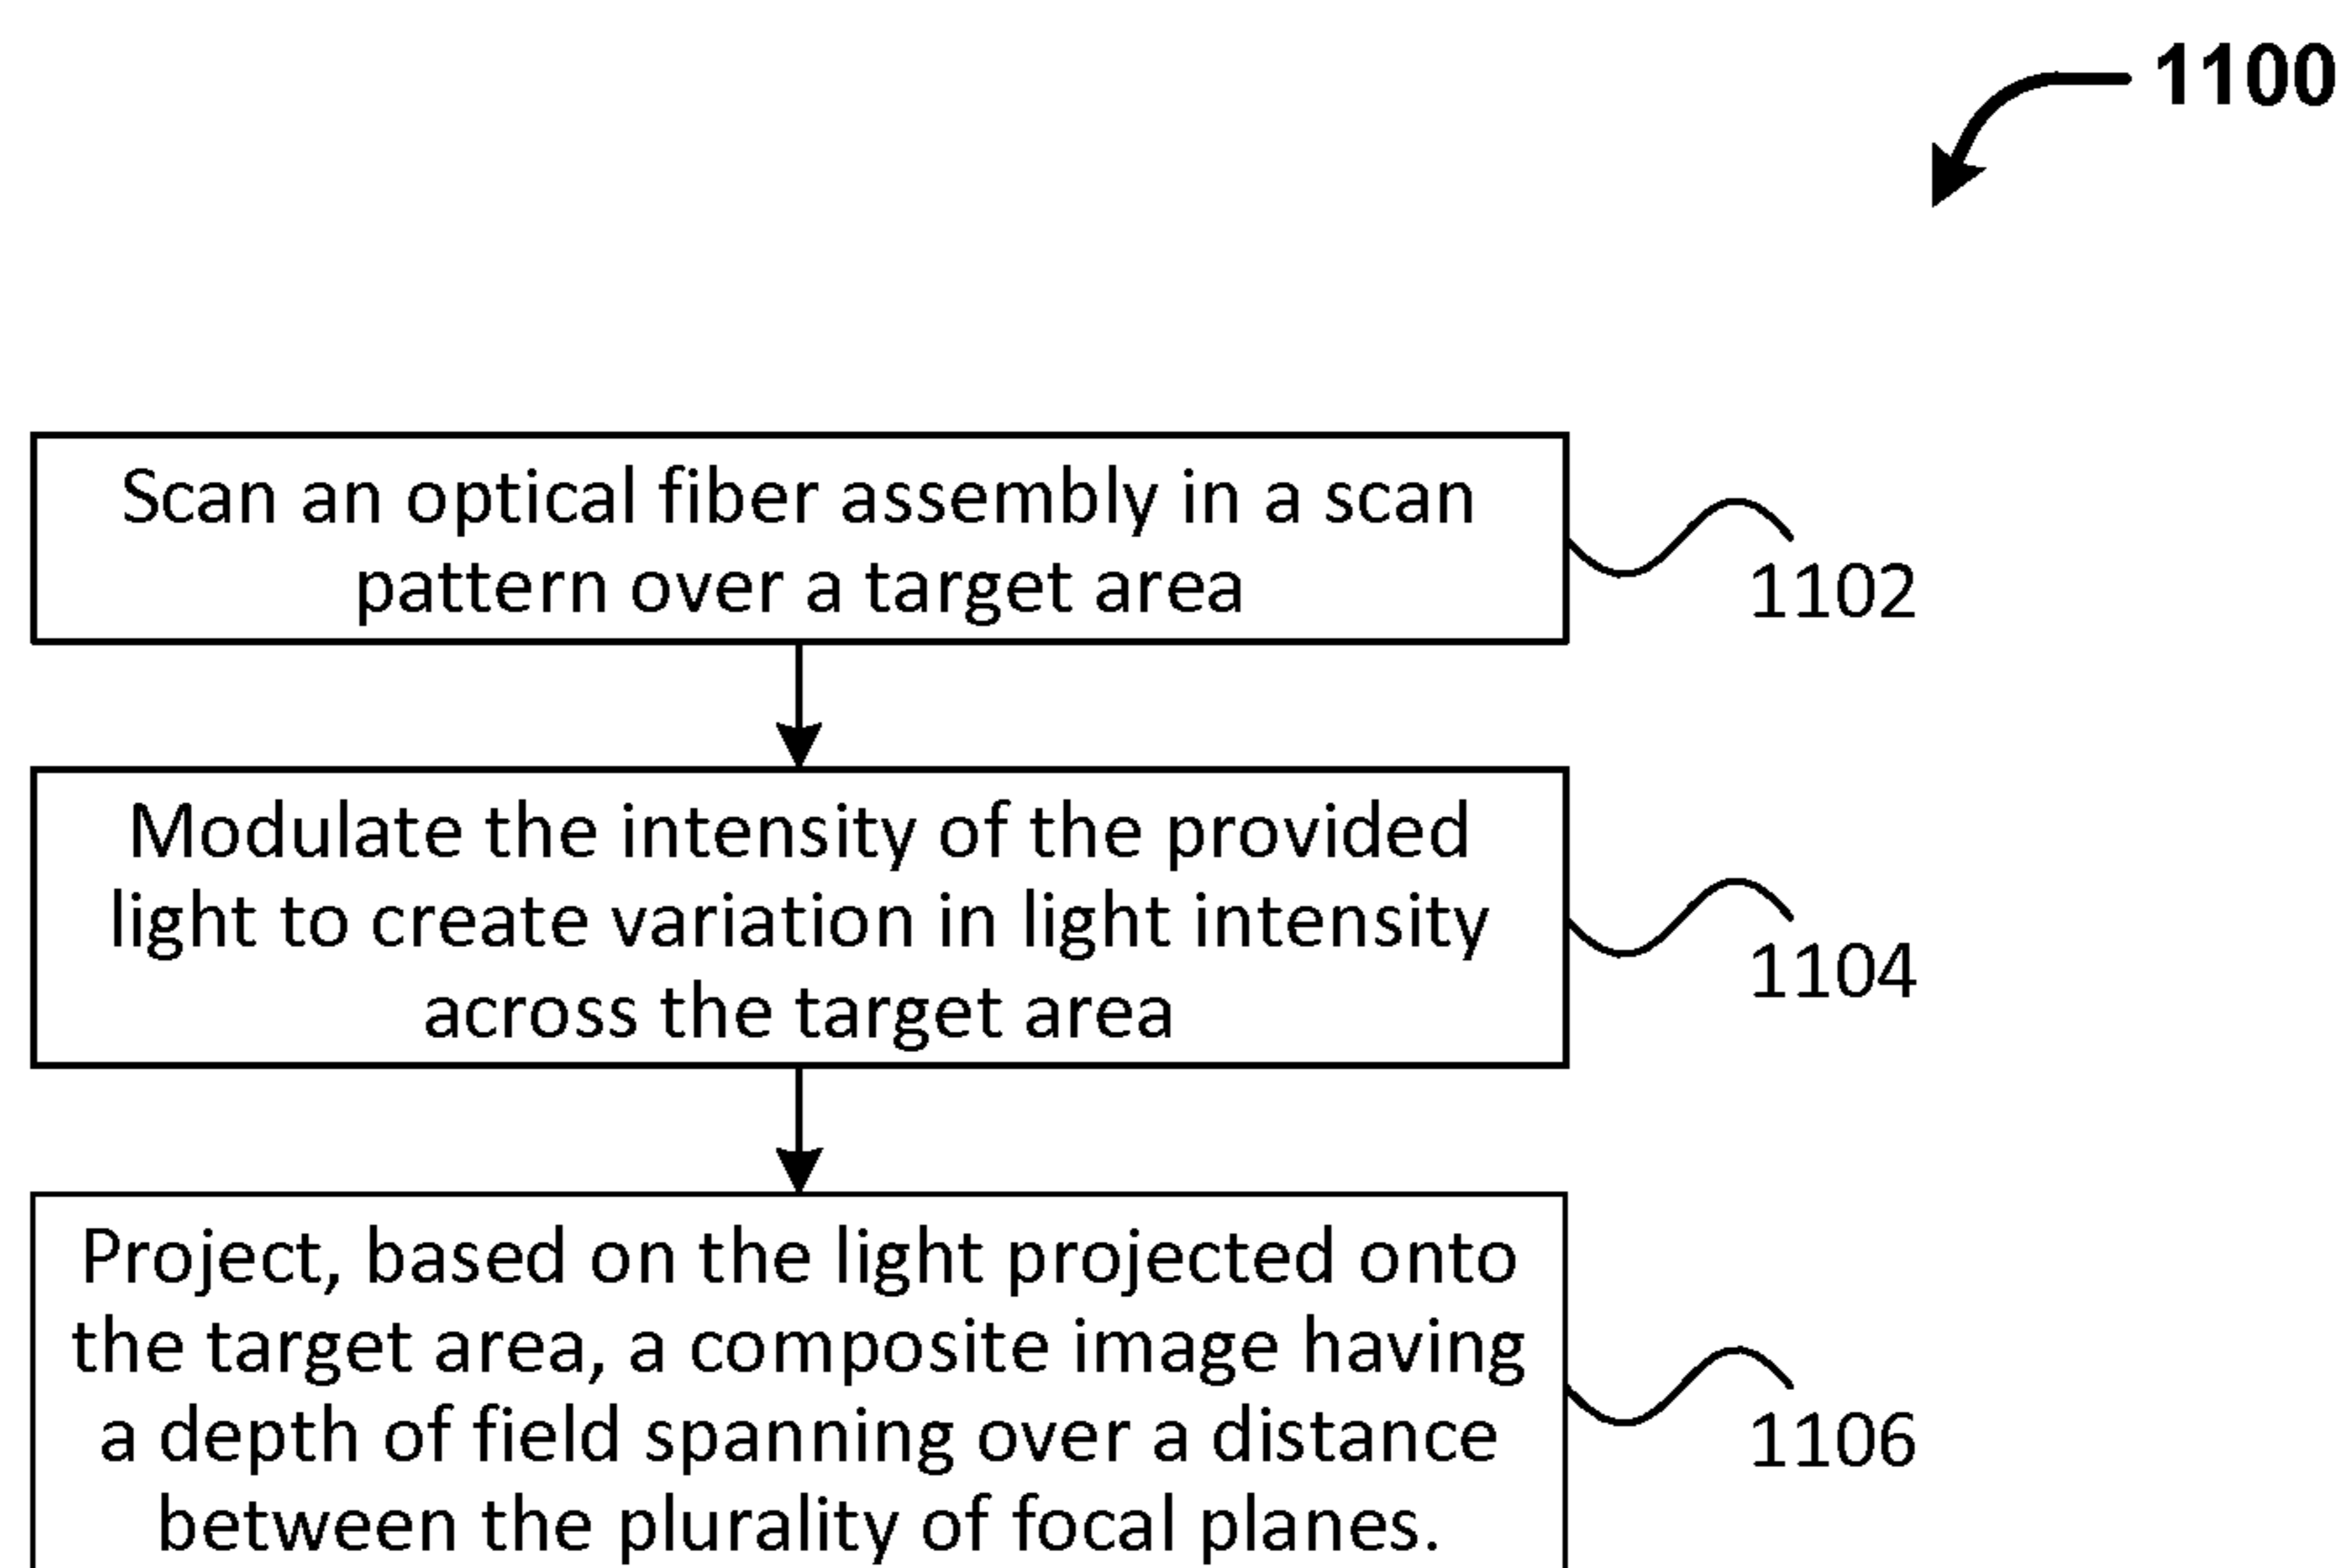 1100
Scan an optical fiber assembly in a scan
pattern over a target area
1102
Modulate the intensity of the provided
light to create variation in light intensity
across the target area
1104
Project, based on the light projected onto
the target area, a composite image having
a depth of field spanning over a distance
between the plurality of focal planes.
1106